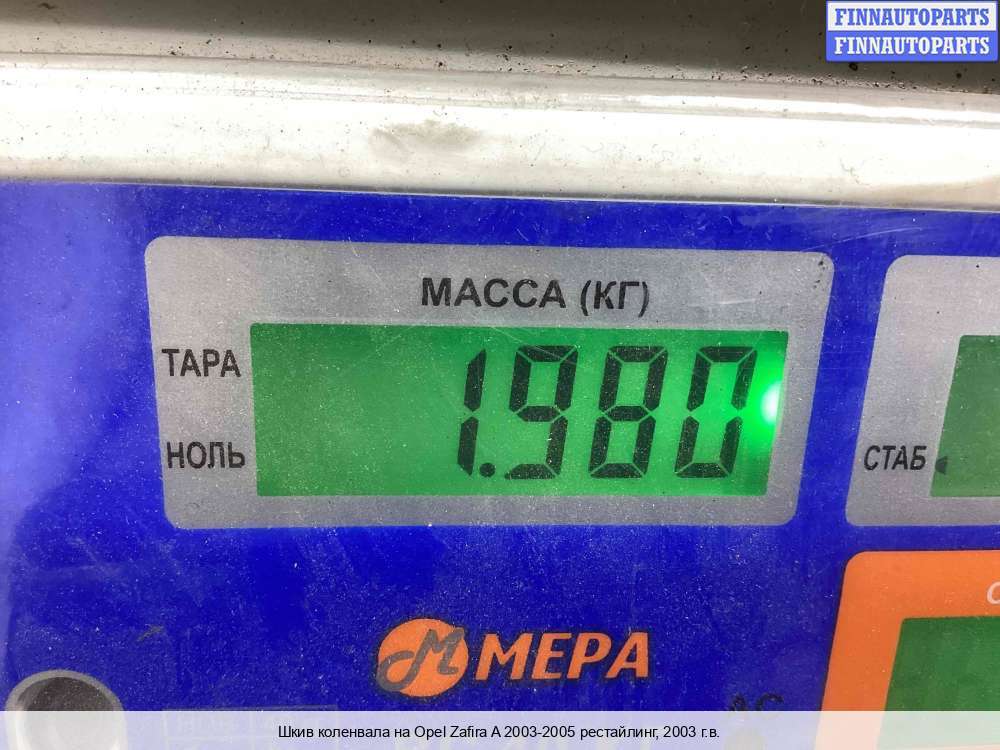 FINNAUTOPARTS
FINNAUTOPARTS
МАССА (КГ)
ТАРА
1.980
НОЛЬ
СТАБ
МЕРА
Шкив коленвала на Opel Zafira A 2003-2005 рестайлинг, 2003 г.в.